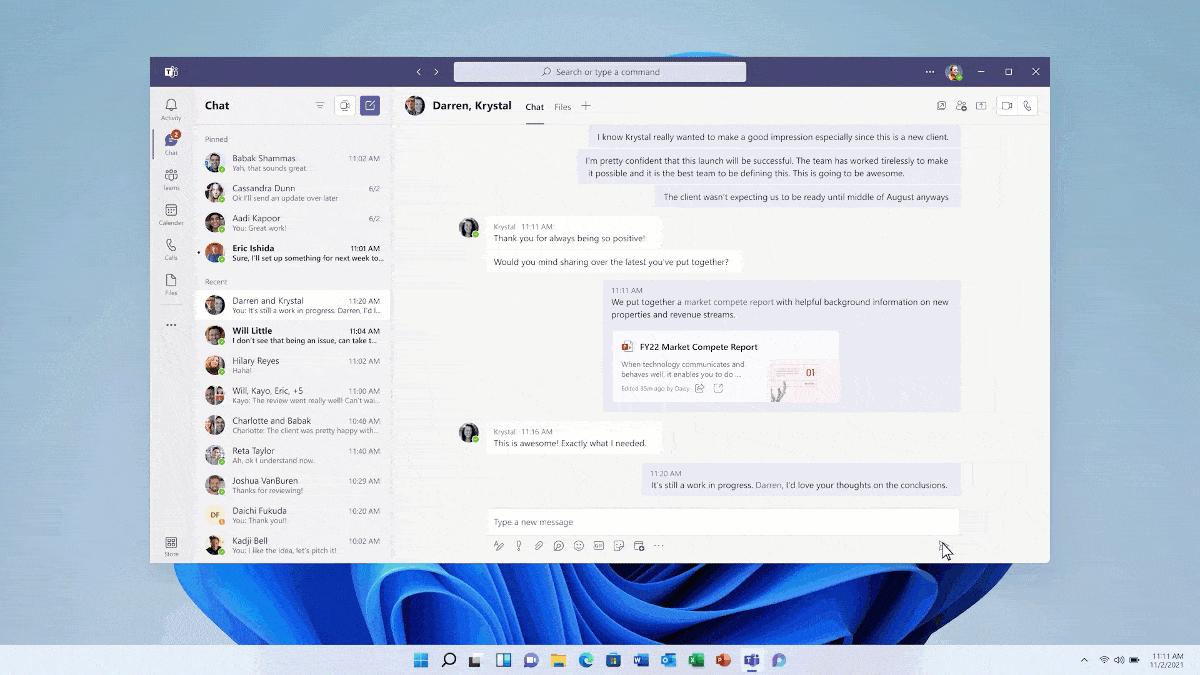 Search or type a command
Activity
Chat
Teams
Calendar
Calls
Files
Store
2
Chat
Pinned
Babak Shammas 11:02 AM
Yah, that sounds great
Cassandra Dunn 6/2
Ok I'll send an update over later
Aadi Kapoor 6/2
You: Great work!
Eric Ishida 11:01 AM
Sure, I'll set up something for next week to...
Recent
Darren and Krystal 11:20 AM
You: It's still a work in progress. Darren, I'd l...
Will Little 11:04 AM
I don't see that being an issue, can take t...
Hilary Reyes 11:02 AM
Haha!
Will, Kayo, Eric, +5 11:00 AM
Kayo: The review went really well! Can't wai...
Charlotte and Babak 10:48 AM
Charlotte: The client was pretty happy with...
Reta Taylor 11:40 AM
Ah, ok I understand now.
Joshua VanBuren 10:29 AM
Thanks for reviewing!
DF
Daichi Fukuda 10:20 AM
You: Thank you!!
Kadji Bell 10:02 AM
You: I like the idea, let's pitch it!
Darren, Krystal Chat Files
I know Krystal really wanted to make a good impression especially since this is a new client.
I'm pretty confident that this launch will be successful. The team has worked tirelessly to make
it possible and it is the best team to be defining this. This is going to be awesome.
The client wasn't expecting us to be ready until middle of August anyways
Krystal 11:11 AM
Thank you for always being so positive!
Would you mind sharing over the latest you've put together?
11:11 AM
We put together a market compete report with helpful background information on new
properties and revenue streams.
FY22 Market Compete Report
When technology communicates and
behaves well, it enables you to do ...
Edited 35m ago by Daisy
01
Krystal 11:16 AM
This is awesome! Exactly what I needed.
11:20 AM
It's still a work in progress. Darren, I'd love your thoughts on the conclusions.
Type a new message
GIF
11:11 AM
11/2/2021